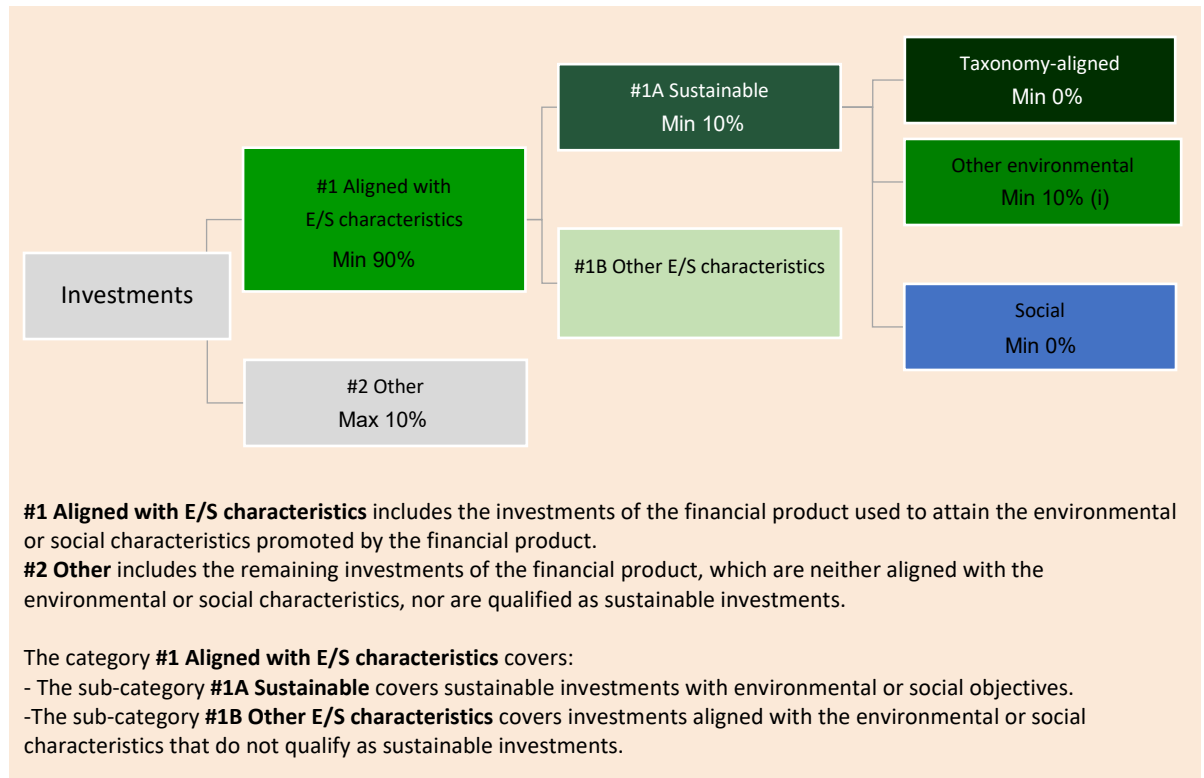 Investments
#1 Aligned with
E/S characteristics
Min 90%
#2 Other
Max 10%
#1A Sustainable
Min 10%
#1B Other E/S characteristics
Taxonomy-aligned
Min 0%
Other environmental
Min 10% (i)
Social
Min 0%
#1 Aligned with E/S characteristics includes the investments of the financial product used to attain the environmental
or social characteristics promoted by the financial product.
#2 Other includes the remaining investments of the financial product, which are neither aligned with the
environmental or social characteristics, nor are qualified as sustainable investments.
The category #1 Aligned with E/S characteristics covers:
- The sub-category #1A Sustainable covers sustainable investments with environmental or social objectives.
-The sub-category #1B Other E/S characteristics covers investments aligned with the environmental or social
characteristics that do not qualify as sustainable investments.